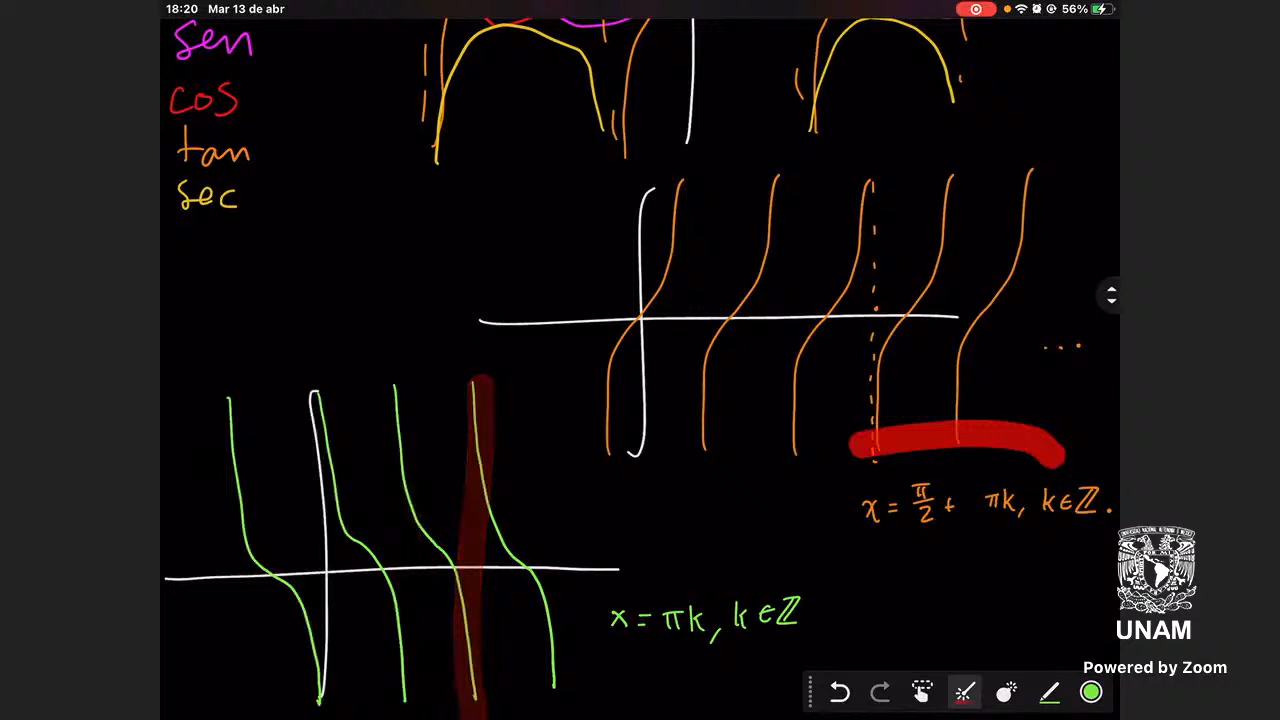 18:20 Mar 13 de abr
56%
sen
cos
tan
sec
...
x = π/2 + πk, k∈ℤ.
x = πk, k∈ℤ
UNAM
Powered by Zoom